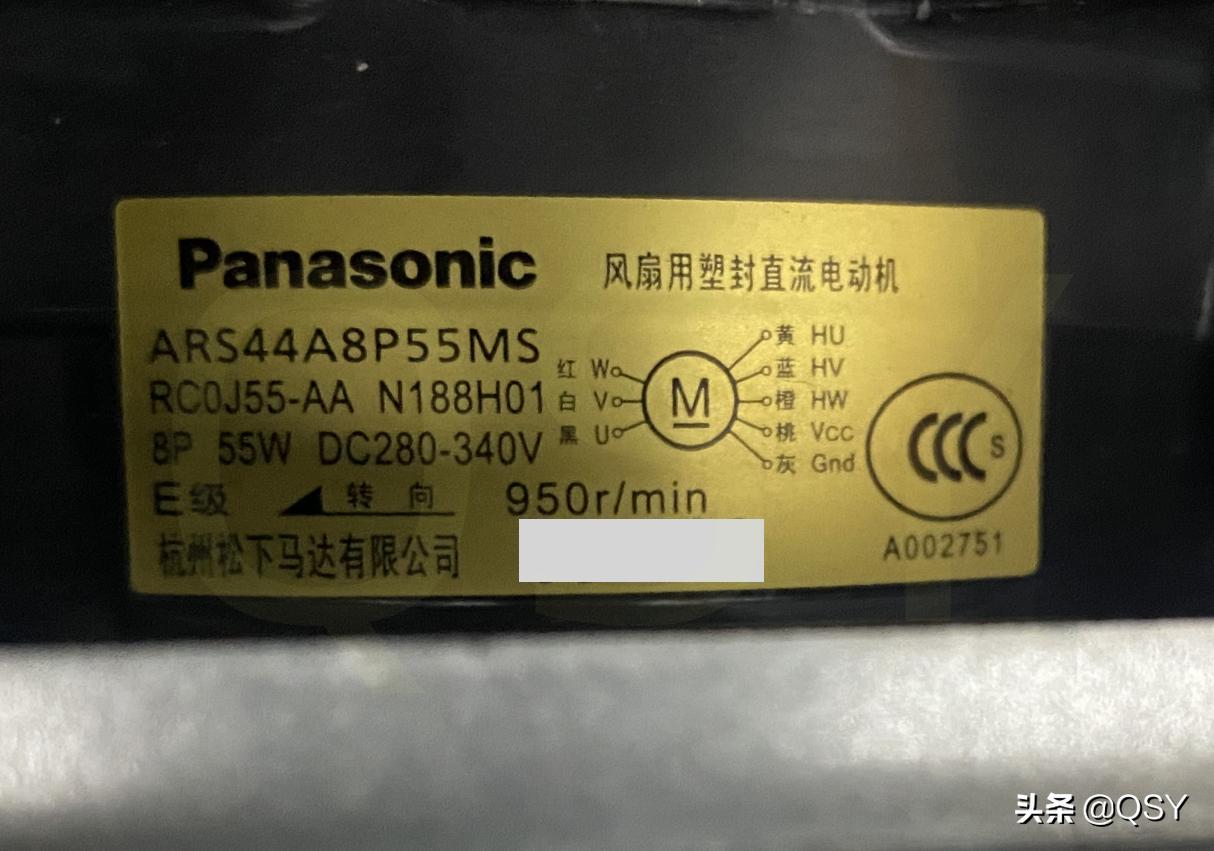 Panasonic 风扇用塑封直流电动机
ARS44A8P55MS
RC0J55-AA N188H01
8P 55W DC280-340V
E级 转向 950r/min
杭州松下马达有限公司
红 W
白 V
黑 U
M
黄 HU
蓝 HV
橙 HW
桃 Vcc
灰 Gnd
CCC S
A002751
QSY
头条 @QSY